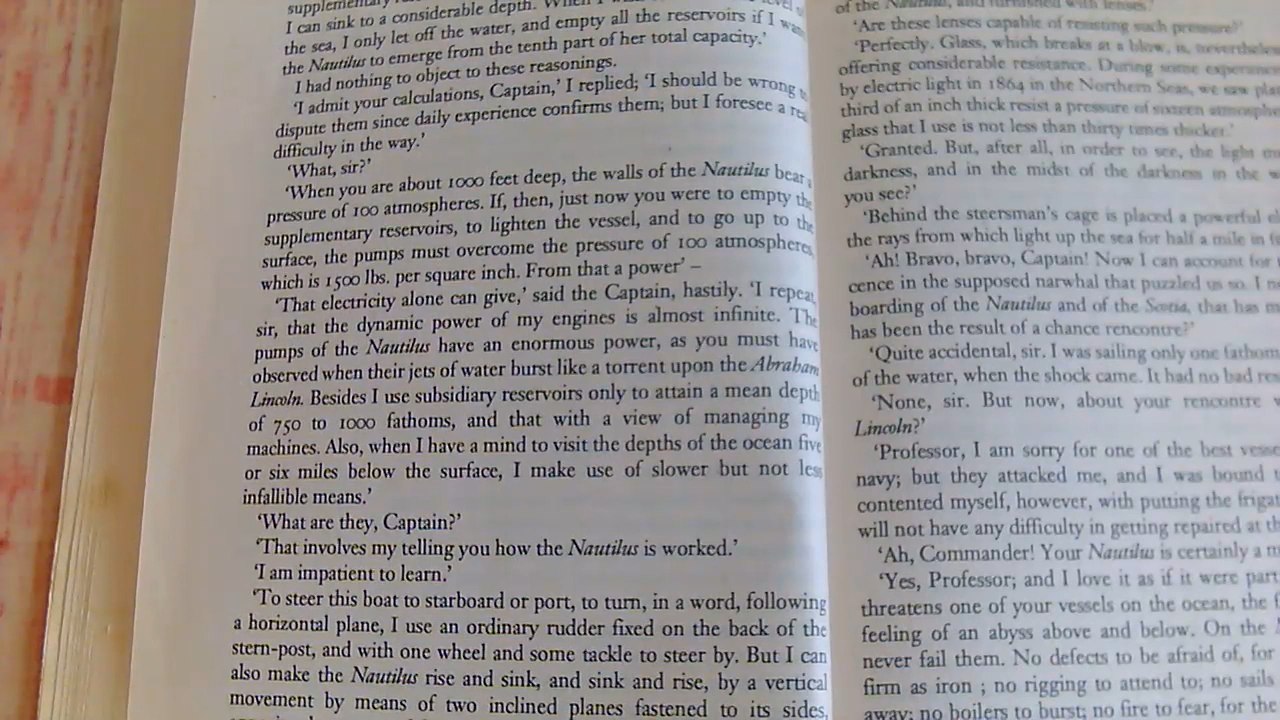 supplementary
I can sink to a considerable depth. When I
the sea, I only let off the water, and empty all the reservoirs if I want
the Nautilus to emerge from the tenth part of her total capacity.'
I had nothing to object to these reasonings.
'I admit your calculations, Captain,' I replied; 'I should be wrong to
dispute them since daily experience confirms them; but I foresee a real
difficulty in the way.'
'What, sir?'
'When you are about 1000 feet deep, the walls of the Nautilus bear a
pressure of 100 atmospheres. If, then, just now you were to empty the
supplementary reservoirs, to lighten the vessel, and to go up to the
surface, the pumps must overcome the pressure of 100 atmospheres,
which is 1500 lbs. per square inch. From that a power' –
'That electricity alone can give,' said the Captain, hastily. 'I repeat,
sir, that the dynamic power of my engines is almost infinite. The
pumps of the Nautilus have an enormous power, as you must have
observed when their jets of water burst like a torrent upon the Abraham
Lincoln. Besides I use subsidiary reservoirs only to attain a mean depth
of 750 to 1000 fathoms, and that with a view of managing my
machines. Also, when I have a mind to visit the depths of the ocean five
or six miles below the surface, I make use of slower but not less
infallible means.'
'What are they, Captain?'
'That involves my telling you how the Nautilus is worked.'
'I am impatient to learn.'
'To steer this boat to starboard or port, to turn, in a word, following
a horizontal plane, I use an ordinary rudder fixed on the back of the
stern-post, and with one wheel and some tackle to steer by. But I can
also make the Nautilus rise and sink, and sink and rise, by a vertical
movement by means of two inclined planes fastened to its sides,
of the Nautilus, and furnished with lenses?'
'Are these lenses capable of resisting such pressure?'
'Perfectly. Glass, which breaks at a blow, is, nevertheless
offering considerable resistance. During some
by electric light in 1864 in the Northern Seas, we saw
third of an inch thick resist a pressure of sixteen
glass that I use is not less than thirty times thicker.'
'Granted. But, after all, in order to see, the light
darkness, and in the midst of the darkness in the
you see?'
'Behind the steersman's cage is placed a powerful
the rays from which light up the sea for half a mile in
'Ah! Bravo, bravo, Captain! Now I can account for
cence in the supposed narwhal that puzzled us so. I
boarding of the Nautilus and of the Scotia, that has
has been the result of a chance rencontre?'
'Quite accidental, sir. I was sailing only one fathom
of the water, when the shock came. It had no bad
'None, sir. But now, about your rencontre
Lincoln?'
'Professor, I am sorry for one of the best
navy; but they attacked me, and I was bound
contented myself, however, with putting the
will not have any difficulty in getting repaired at
'Ah, Commander! Your Nautilus is certainly a
'Yes, Professor; and I love it as if it were part
threatens one of your vessels on the ocean, the
feeling of an abyss above and below. On the
never fail them. No defects to be afraid of, for
firm as iron ; no rigging to attend to; no sails
away; no boilers to burst; no fire to fear, for the